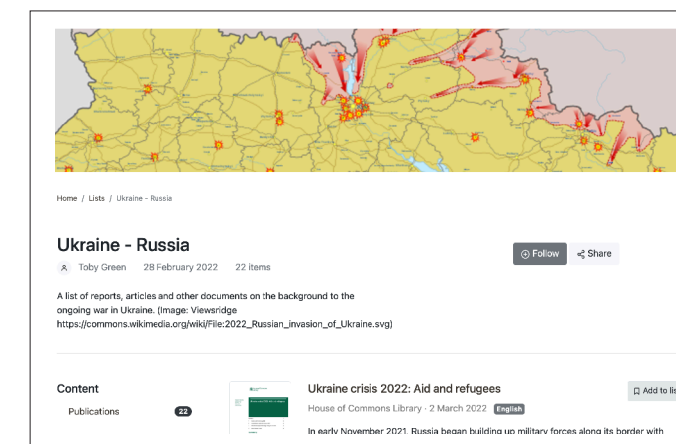 Home / Lists / Ukraine - Russia
Ukraine - Russia
Toby Green 28 February 2022 22 items
Follow Share
A list of reports, articles and other documents on the background to the
ongoing war in Ukraine. (Image: Viewsridge
https://commons.wikimedia.org/wiki/File:2022_Russian_invasion_of_Ukraine.svg)
Content
Publications 22
Ukraine crisis 2022: Aid and refugees
Add to lis
House of Commons Library · 2 March 2022 English
In early November 2021, Russia began building up military forces along its border with